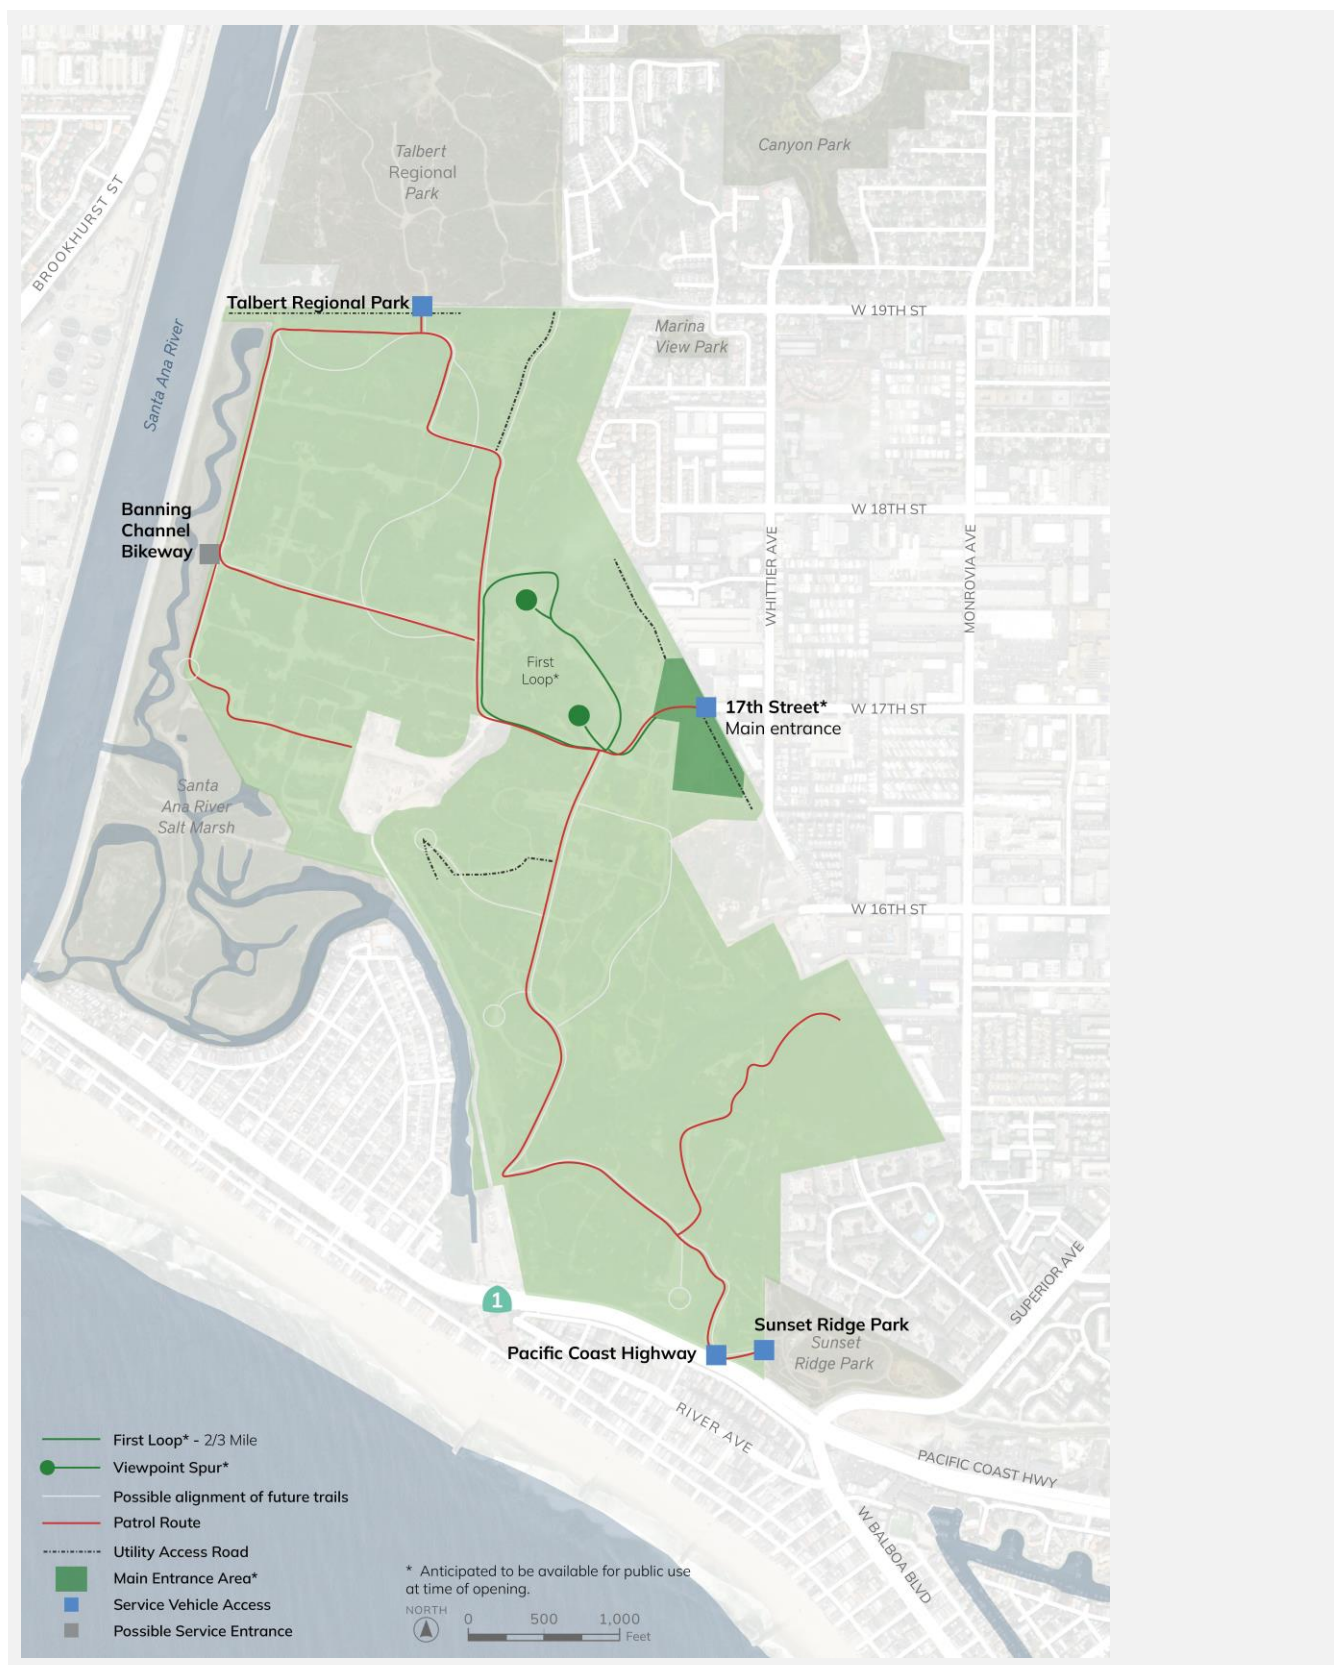 Talbert
Regional
Park
Canyon Park
BROOKHURST ST
Talbert Regional Park
W 19TH ST
Marina
View Park
Santa Ana River
Banning
Channel
Bikeway
W 18TH ST
WHITTIER AVE
MONROVIA AVE
First
Loop*
17th Street*
Main entrance
W 17TH ST
Santa
Ana River
Salt Marsh
W 16TH ST
SUPERIOR AVE
1
Sunset Ridge Park
Sunset
Ridge Park
Pacific Coast Highway
RIVER AVE
PACIFIC COAST HWY
W BALBOA BLVD
First Loop* - 2/3 Mile
Viewpoint Spur*
Possible alignment of future trails
Patrol Route
Utility Access Road
Main Entrance Area*
Service Vehicle Access
Possible Service Entrance
* Anticipated to be available for public use
at time of opening.
NORTH
0 500 1,000
Feet